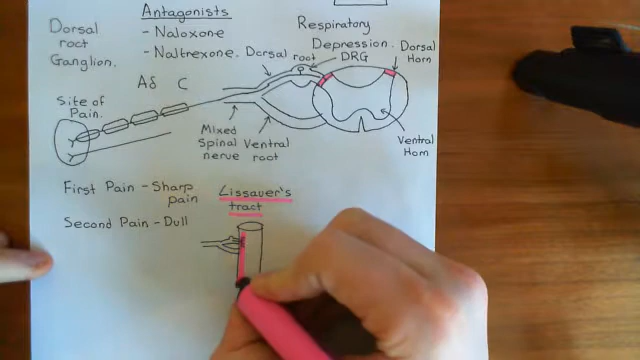 Dorsal
root
Ganglion.
Antagonists
- Naloxone
- Naltrexone.
Respiratory
Depression.
Dorsal root
DRG
Dorsal
Horn
Aδ C
Site of
Pain.
Mixed
Spinal
nerve
Ventral
root
Ventral
Horn
First Pain - Sharp
pain
Second Pain - Dull
Lissauer's
tract